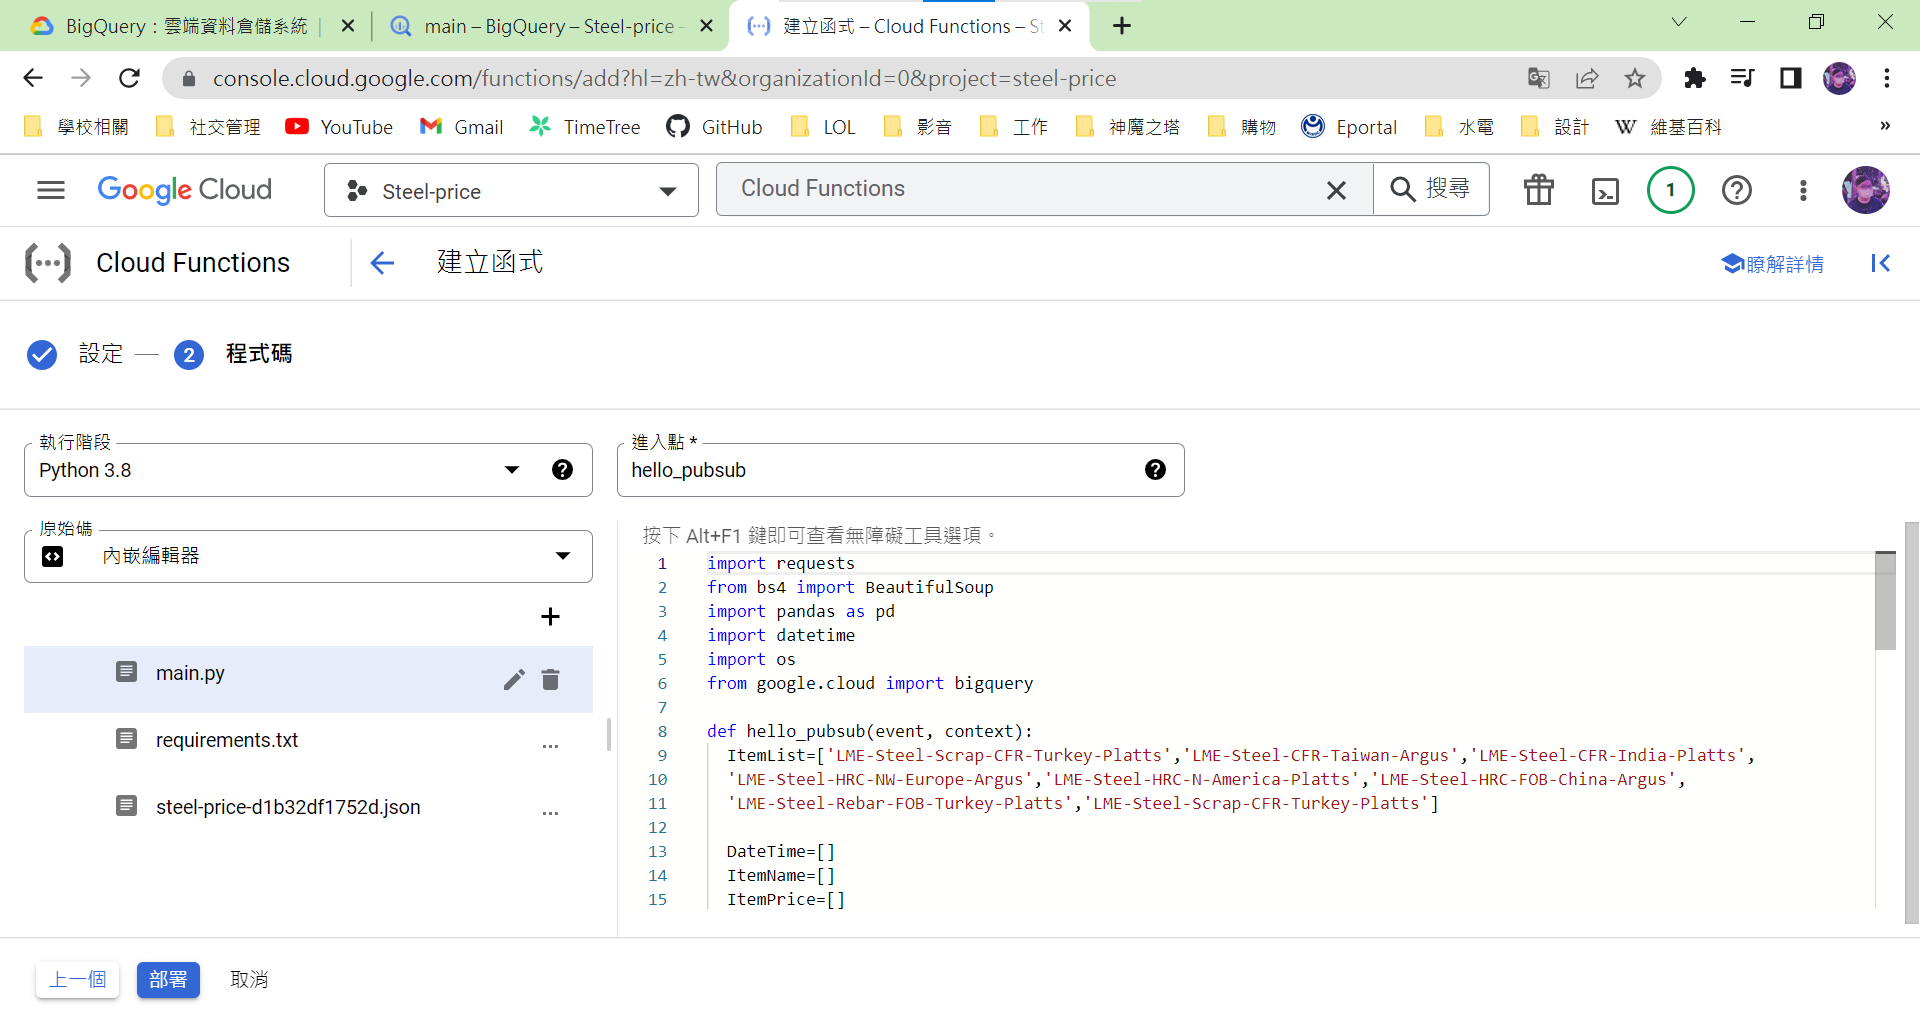 BigQuery：雲端資料倉儲系統
main – BigQuery – Steel-price
建立函式 – Cloud Functions – St
console.cloud.google.com/functions/add?hl=zh-tw&organizationId=0&project=steel-price
學校相關 社交管理 YouTube Gmail TimeTree GitHub LOL 影音 工作 神魔之塔 購物 Eportal 水電 設計 W 維基百科 »
Google Cloud Steel-price Cloud Functions 搜尋 1
Cloud Functions 建立函式 瞭解詳情
設定 — 2 程式碼
執行階段
Python 3.8
進入點 *
hello_pubsub
原始碼
內嵌編輯器
main.py
requirements.txt ...
steel-price-d1b32df1752d.json ...
按下 Alt+F1 鍵即可查看無障礙工具選項。
1 import requests
2 from bs4 import BeautifulSoup
3 import pandas as pd
4 import datetime
5 import os
6 from google.cloud import bigquery
7
8 def hello_pubsub(event, context):
9 ItemList=['LME-Steel-Scrap-CFR-Turkey-Platts','LME-Steel-CFR-Taiwan-Argus','LME-Steel-CFR-India-Platts',
10 'LME-Steel-HRC-NW-Europe-Argus','LME-Steel-HRC-N-America-Platts','LME-Steel-HRC-FOB-China-Argus',
11 'LME-Steel-Rebar-FOB-Turkey-Platts','LME-Steel-Scrap-CFR-Turkey-Platts']
12
13 DateTime=[]
14 ItemName=[]
15 ItemPrice=[]
上一個 部署 取消